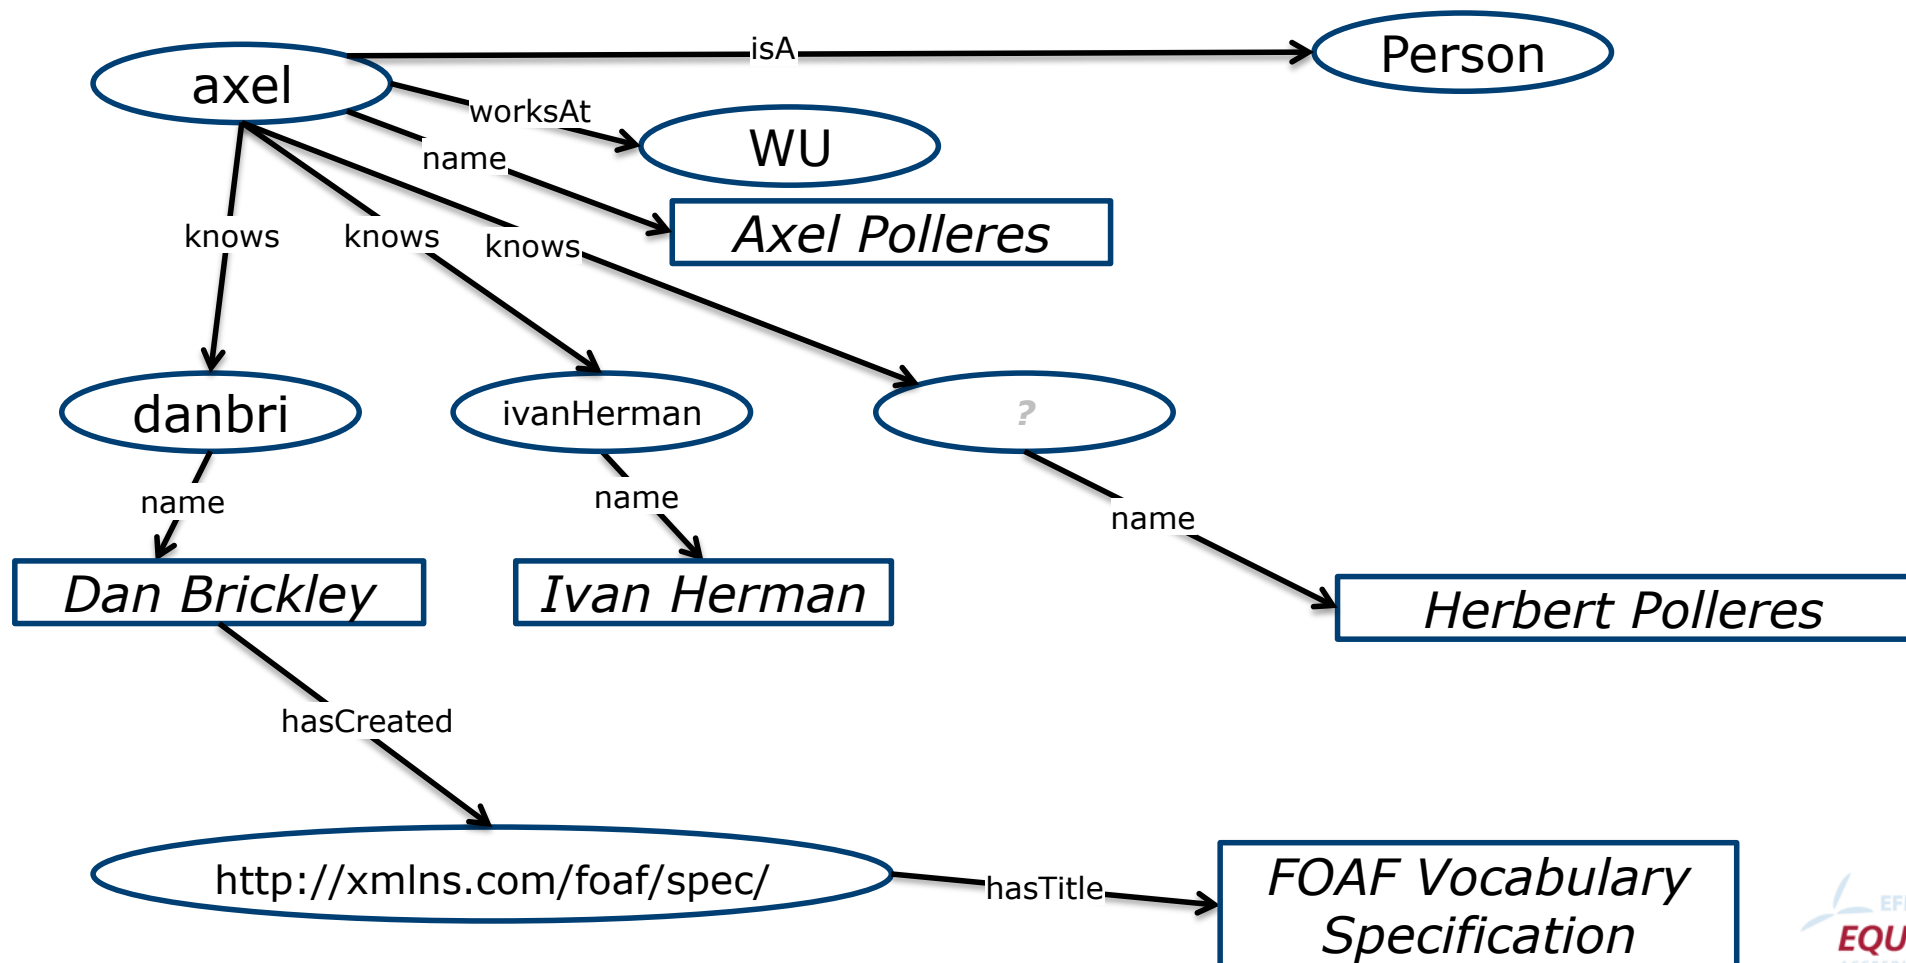 isA
Person
axel
worksAt
WU
name
Axel Polleres
knows
knows
knows
danbri
ivanHerman
?
name
name
name
Dan Brickley
Ivan Herman
Herbert Polleres
hasCreated
http://xmlns.com/foaf/spec/
hasTitle
FOAF Vocabulary
Specification